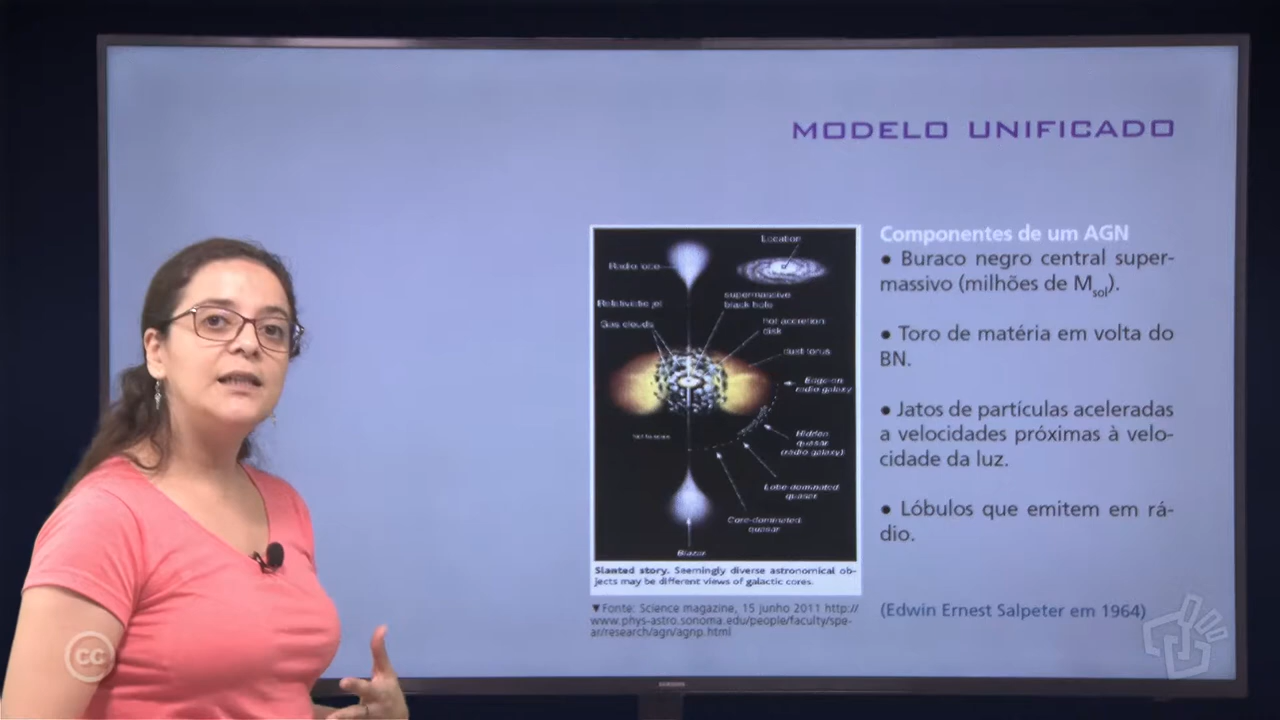 MODELO UNIFICADO
Location
Relativistic jet
supermassive
black hole
Gas clouds
hot accretion
disk
dust torus
Edge-on
radio galaxy
Hidden
quasar
(radio galaxy)
Lobe-dominated
quasar
Core-dominated
quasar
Blazar
Slanted story. Seemingly diverse astronomical ob-
jects may be different views of galactic cores.
▼Fonte: Science magazine, 15 junho 2011 http://
www.phys-astro.sonoma.edu/people/faculty/spe-
ar/research/agn/agnp.html
Componentes de um AGN
• Buraco negro central super-
massivo (milhões de Msol).
• Toro de matéria em volta do
BN.
• Jatos de partículas aceleradas
a velocidades próximas à velo-
cidade da luz.
• Lóbulos que emitem em rá-
dio.
(Edwin Ernest Salpeter em 1964)
cc